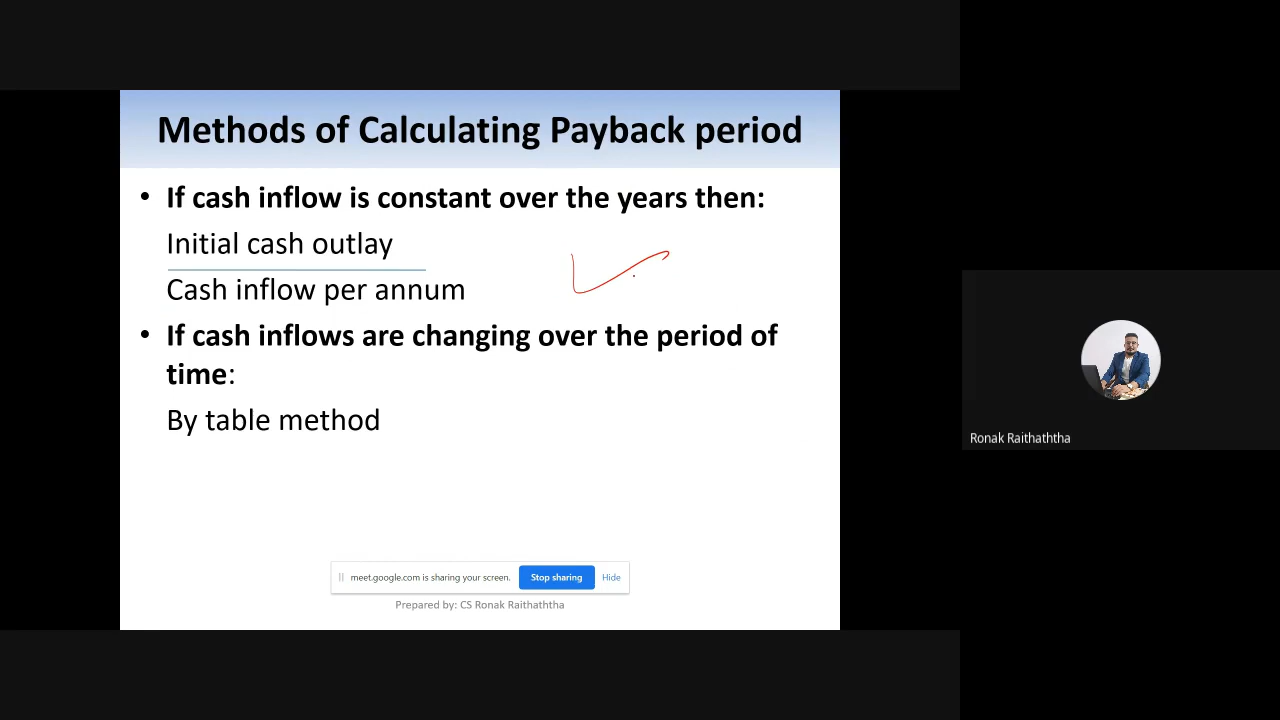 Methods of Calculating Payback period
• If cash inflow is constant over the years then:
Initial cash outlay
Cash inflow per annum
• If cash inflows are changing over the period of
time:
By table method
meet.google.com is sharing your screen. Stop sharing Hide
Prepared by: CS Ronak Raithaththa
Ronak Raithaththa